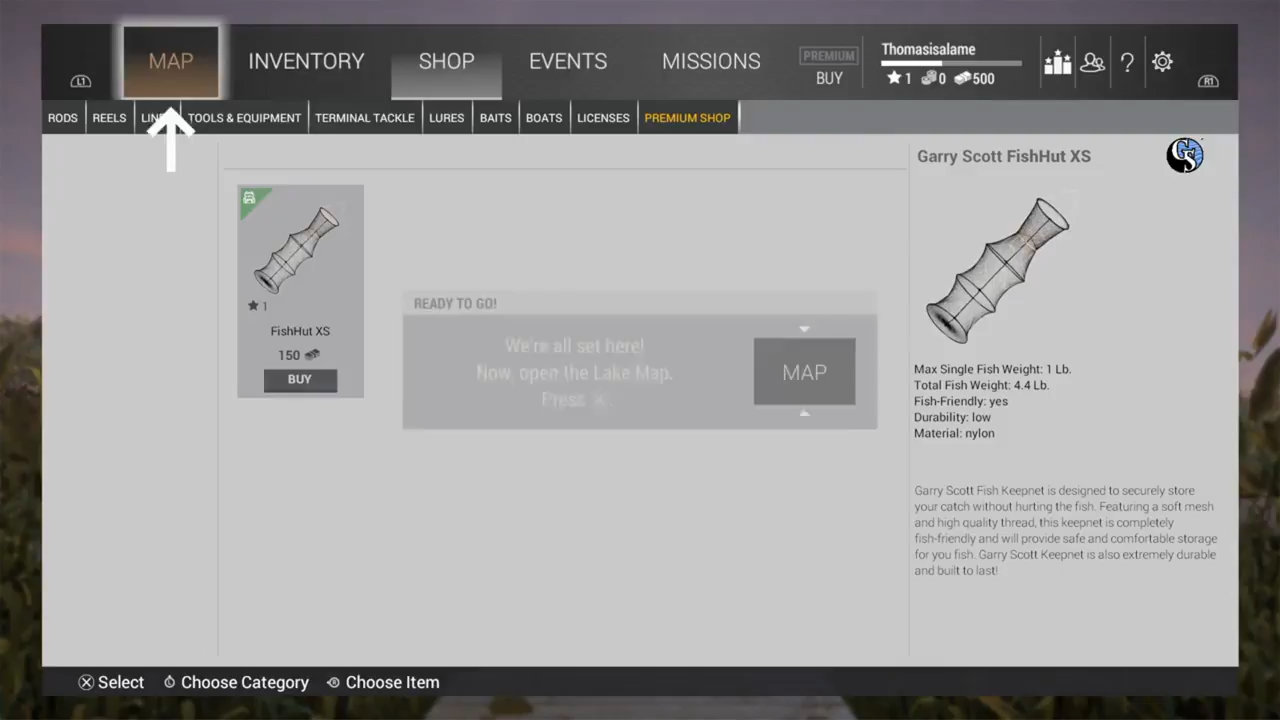 MAP
INVENTORY
SHOP
EVENTS
MISSIONS
PREMIUM
BUY
Thomasisalame
1 0 500
L1
R1
RODS
REELS
TOOLS & EQUIPMENT
TERMINAL TACKLE
LURES
BAITS
BOATS
LICENSES
PREMIUM SHOP
1
FishHut XS
150
BUY
READY TO GO!
We're all set here!
Now, open the Lake Map.
Press
MAP
Garry Scott FishHut XS
GS
Max Single Fish Weight: 1 Lb.
Total Fish Weight: 4.4 Lb.
Fish-Friendly: yes
Durability: low
Material: nylon
Garry Scott Fish Keepnet is designed to securely store
your catch without hurting the fish. Featuring a soft mesh
and high quality thread, this keepnet is completely
fish-friendly and will provide safe and comfortable storage
for you fish. Garry Scott Keepnet is also extremely durable
and built to last!
Select
Choose Category
Choose Item